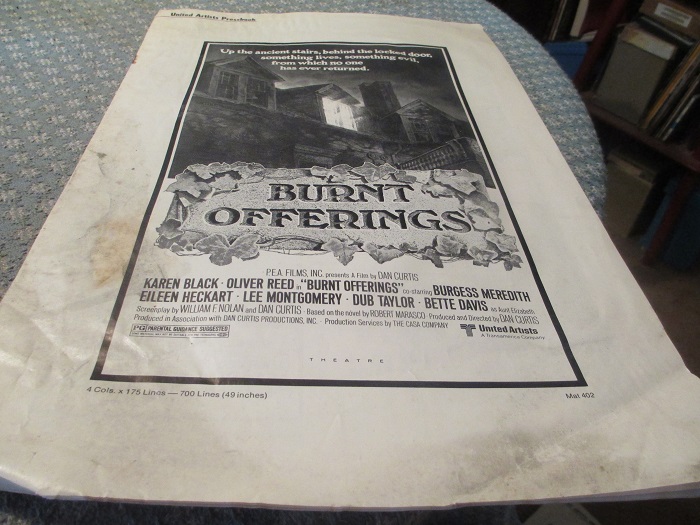 United Artists Pressbook
Up the ancient stairs, behind the locked door,
something lives, something evil,
from which no one
has ever returned.
BURNT
OFFERINGS
P.E.A. FILMS, INC. presents A Film by DAN CURTIS
KAREN BLACK · OLIVER REED in "BURNT OFFERINGS" co-starring BURGESS MEREDITH
EILEEN HECKART · LEE MONTGOMERY · DUB TAYLOR · BETTE DAVIS as Aunt Elizabeth
Screenplay by WILLIAM F. NOLAN and DAN CURTIS · Based on the novel by ROBERT MARASCO · Produced and Directed by DAN CURTIS
Produced in Association with DAN CURTIS PRODUCTIONS, INC. · Production Services by THE CASA COMPANY
PG PARENTAL GUIDANCE SUGGESTED
United Artists
A Transamerica Company
THEATRE
4 Cols. x 175 Lines — 700 Lines (49 inches)
Mat 402